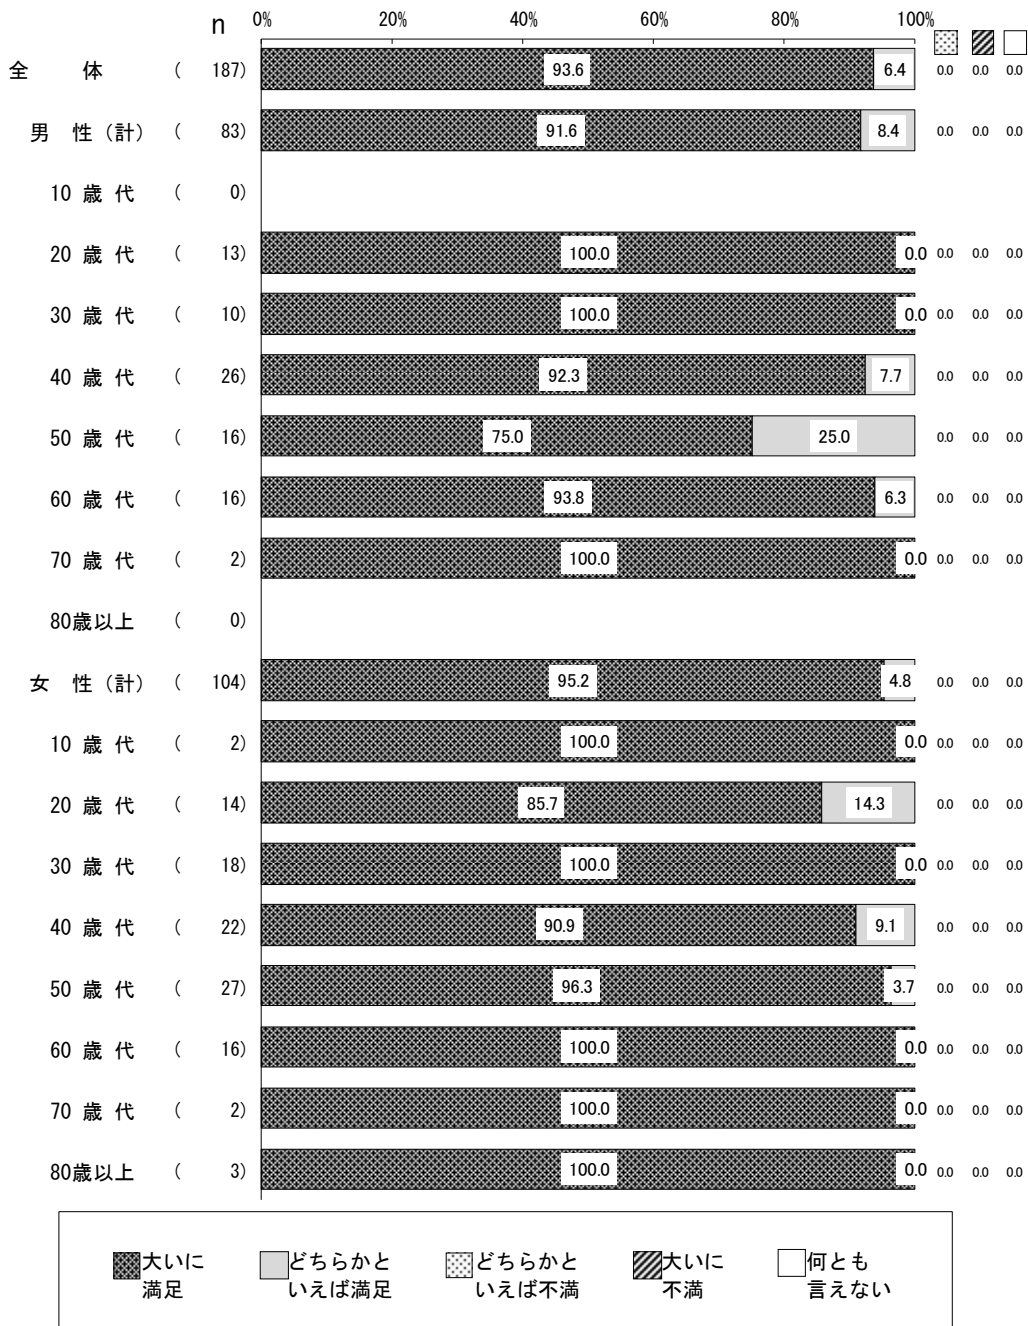 n 0% 20% 40% 60% 80% 100%
全 体 ( 187) 93.6 6.4 0.0 0.0 0.0
男 性(計) ( 83) 91.6 8.4 0.0 0.0 0.0
10 歳 代 ( 0)
20 歳 代 ( 13) 100.0 0.0 0.0 0.0 0.0
30 歳 代 ( 10) 100.0 0.0 0.0 0.0 0.0
40 歳 代 ( 26) 92.3 7.7 0.0 0.0 0.0
50 歳 代 ( 16) 75.0 25.0 0.0 0.0 0.0
60 歳 代 ( 16) 93.8 6.3 0.0 0.0 0.0
70 歳 代 ( 2) 100.0 0.0 0.0 0.0 0.0
80歳以上 ( 0)
女 性(計) ( 104) 95.2 4.8 0.0 0.0 0.0
10 歳 代 ( 2) 100.0 0.0 0.0 0.0 0.0
20 歳 代 ( 14) 85.7 14.3 0.0 0.0 0.0
30 歳 代 ( 18) 100.0 0.0 0.0 0.0 0.0
40 歳 代 ( 22) 90.9 9.1 0.0 0.0 0.0
50 歳 代 ( 27) 96.3 3.7 0.0 0.0 0.0
60 歳 代 ( 16) 100.0 0.0 0.0 0.0 0.0
70 歳 代 ( 2) 100.0 0.0 0.0 0.0 0.0
80歳以上 ( 3) 100.0 0.0 0.0 0.0 0.0
大いに
満足
どちらかと
いえば満足
どちらかと
いえば不満
大いに
不満
何とも
言えない